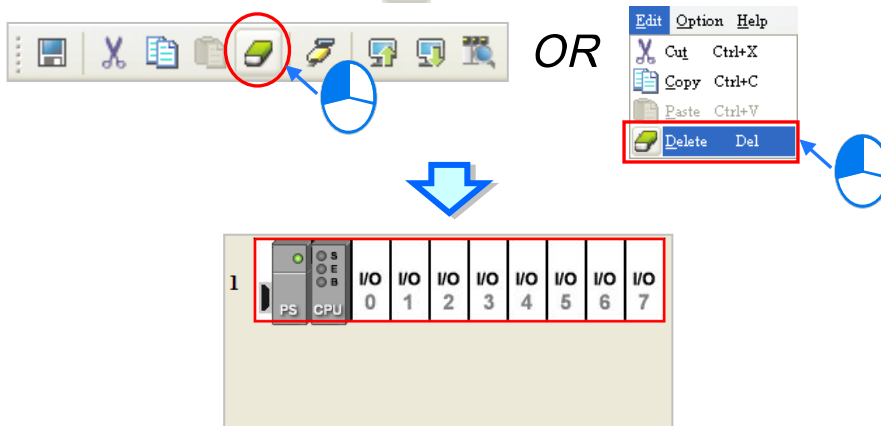 OR
Edit Option Help
Cut Ctrl+X
Copy Ctrl+C
Paste Ctrl+V
Delete Del
1
S
E
B
PS CPU
I/O I/O I/O I/O I/O I/O I/O I/O
0 1 2 3 4 5 6 7